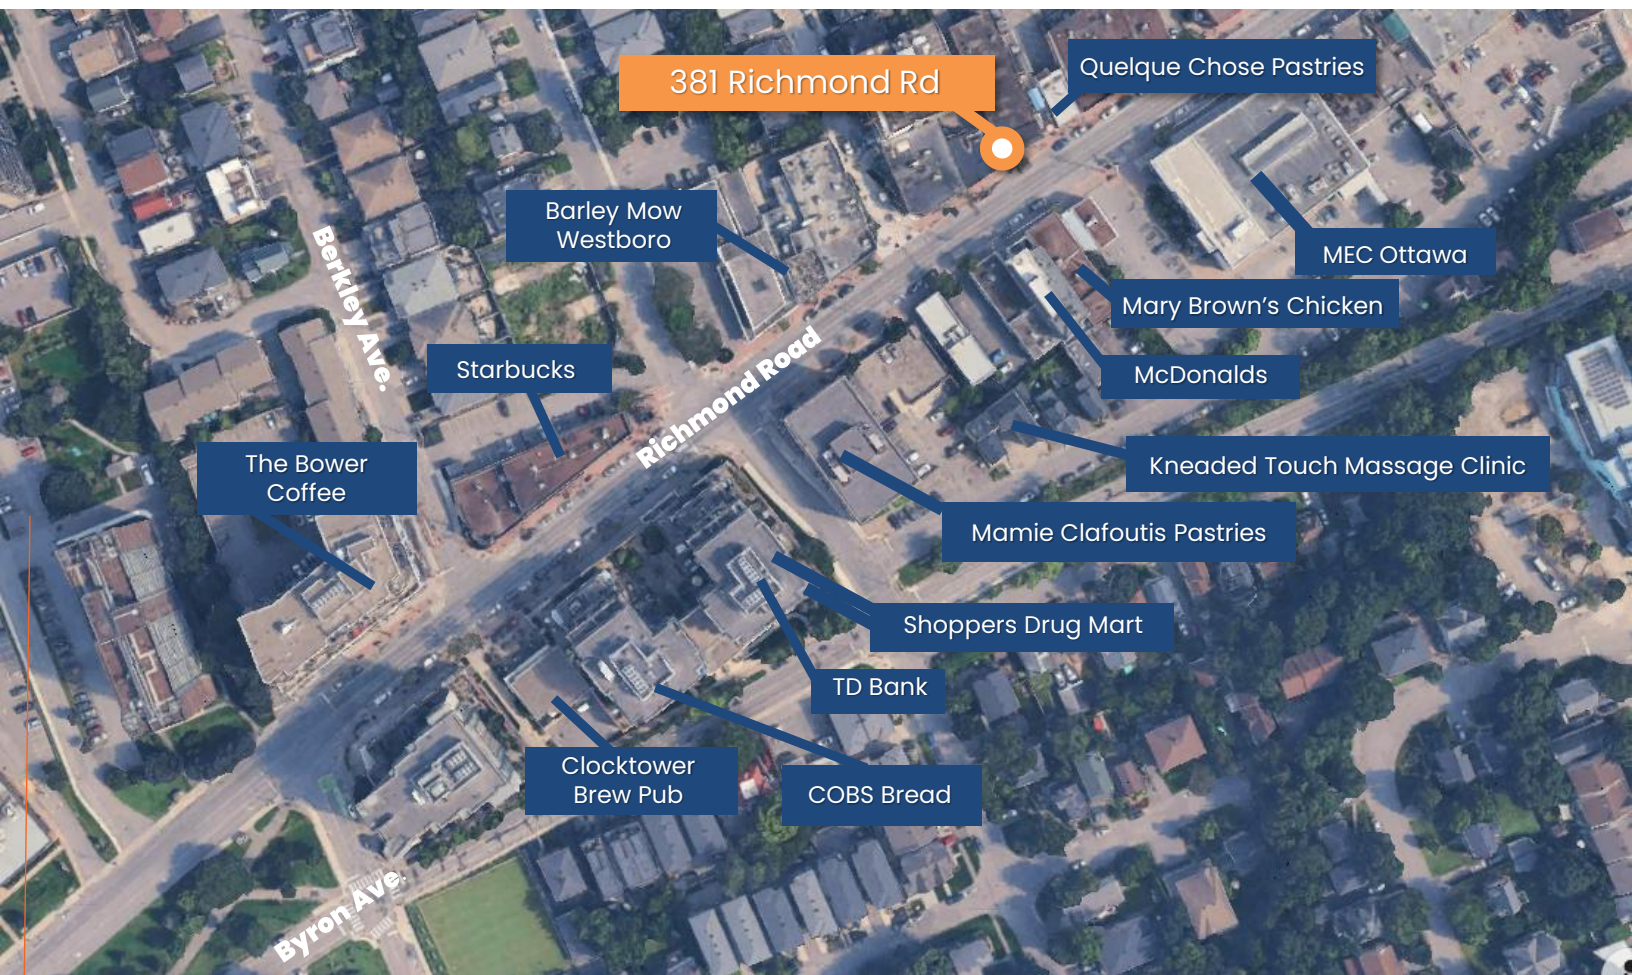 381 Richmond Rd
Quelque Chose Pastries
Barley Mow
Westboro
MEC Ottawa
Berkley Ave.
Mary Brown's Chicken
Richmond Road
Starbucks
McDonalds
The Bower
Coffee
Kneaded Touch Massage Clinic
Mamie Clafoutis Pastries
Shoppers Drug Mart
TD Bank
Clocktower
Brew Pub
COBS Bread
Byron Ave.